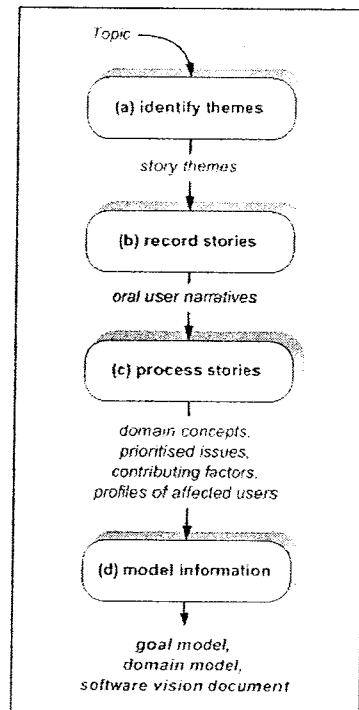 Topic
(a) identify themes
story themes
(b) record stories
oral user narratives
(c) process stories
domain concepts,
prioritised issues,
contributing factors,
profiles of affected users
(d) model information
goal model,
domain model,
software vision document